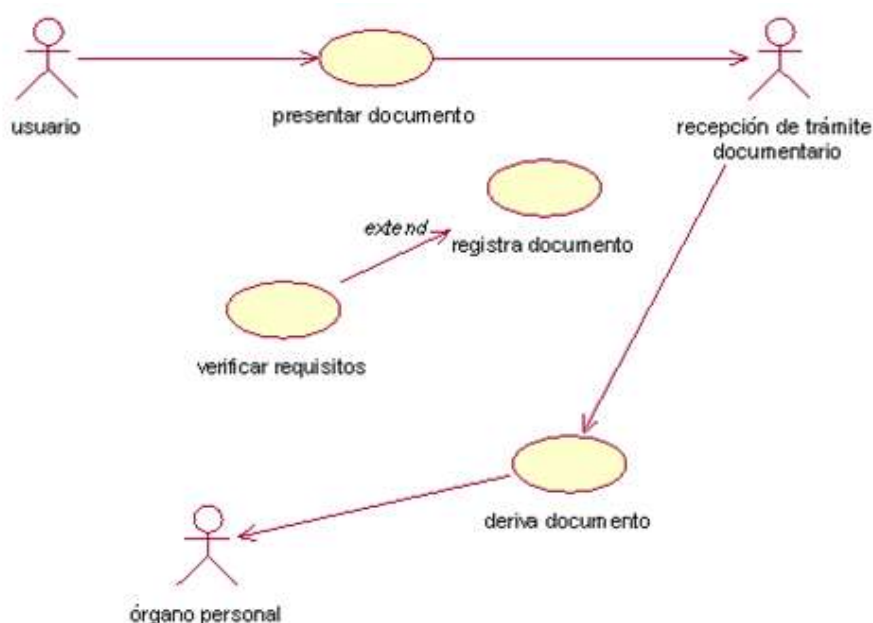 usuario
presentar documento
recepción de trámite
documentario
extend
registra documento
verificar requisitos
deriva documento
órgano personal